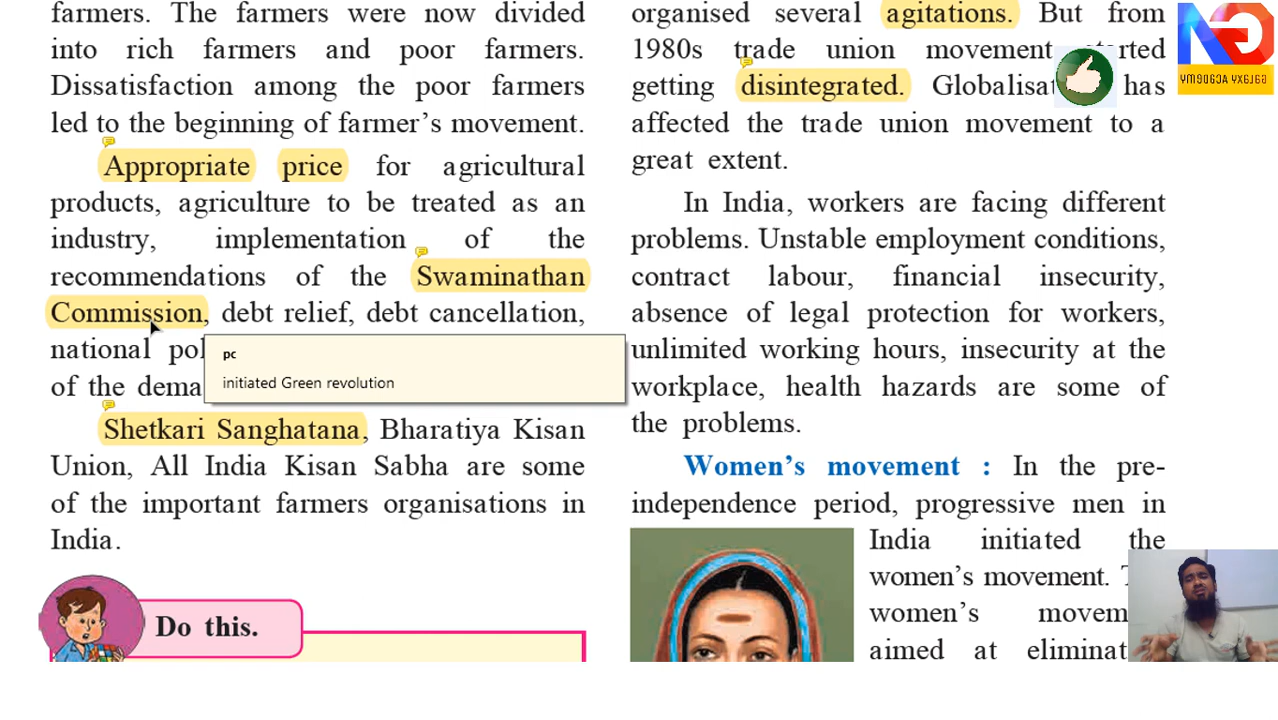 farmers. The farmers were now divided
into rich farmers and poor farmers.
Dissatisfaction among the poor farmers
led to the beginning of farmer's movement.
Appropriate price for agricultural
products, agriculture to be treated as an
industry, implementation of the
recommendations of the Swaminathan
Commission, debt relief, debt cancellation,
national pol
of the dema
pc
initiated Green revolution
Shetkari Sanghatana, Bharatiya Kisan
Union, All India Kisan Sabha are some
of the important farmers organisations in
India.
Do this.
organised several agitations. But from
1980s trade union movement started
getting disintegrated. Globalisat has
affected the trade union movement to a
great extent.
In India, workers are facing different
problems. Unstable employment conditions,
contract labour, financial insecurity,
absence of legal protection for workers,
unlimited working hours, insecurity at the
workplace, health hazards are some of
the problems.
Women's movement : In the pre-
independence period, progressive men in
India initiated the
women's movement. T
women's movem
aimed at eliminat